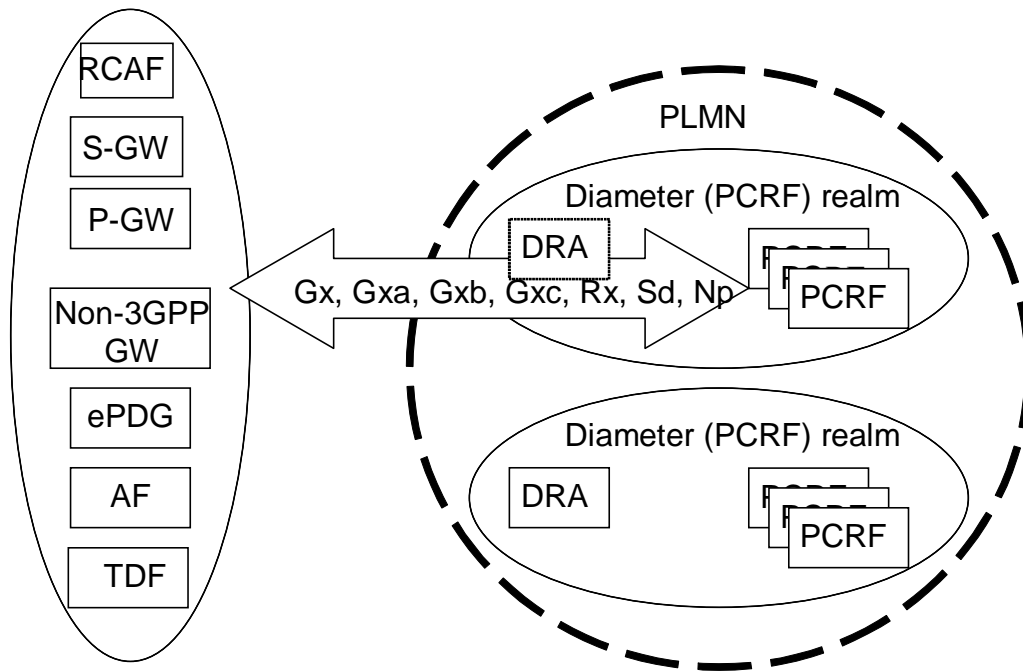 RCAF
S-GW
P-GW
Non-3GPP
GW
ePDG
AF
TDF
PLMN
Diameter (PCRF) realm
DRA
Gx, Gxa, Gxb, Gxc, Rx, Sd, Np
PCRF
Diameter (PCRF) realm
DRA
PCRF